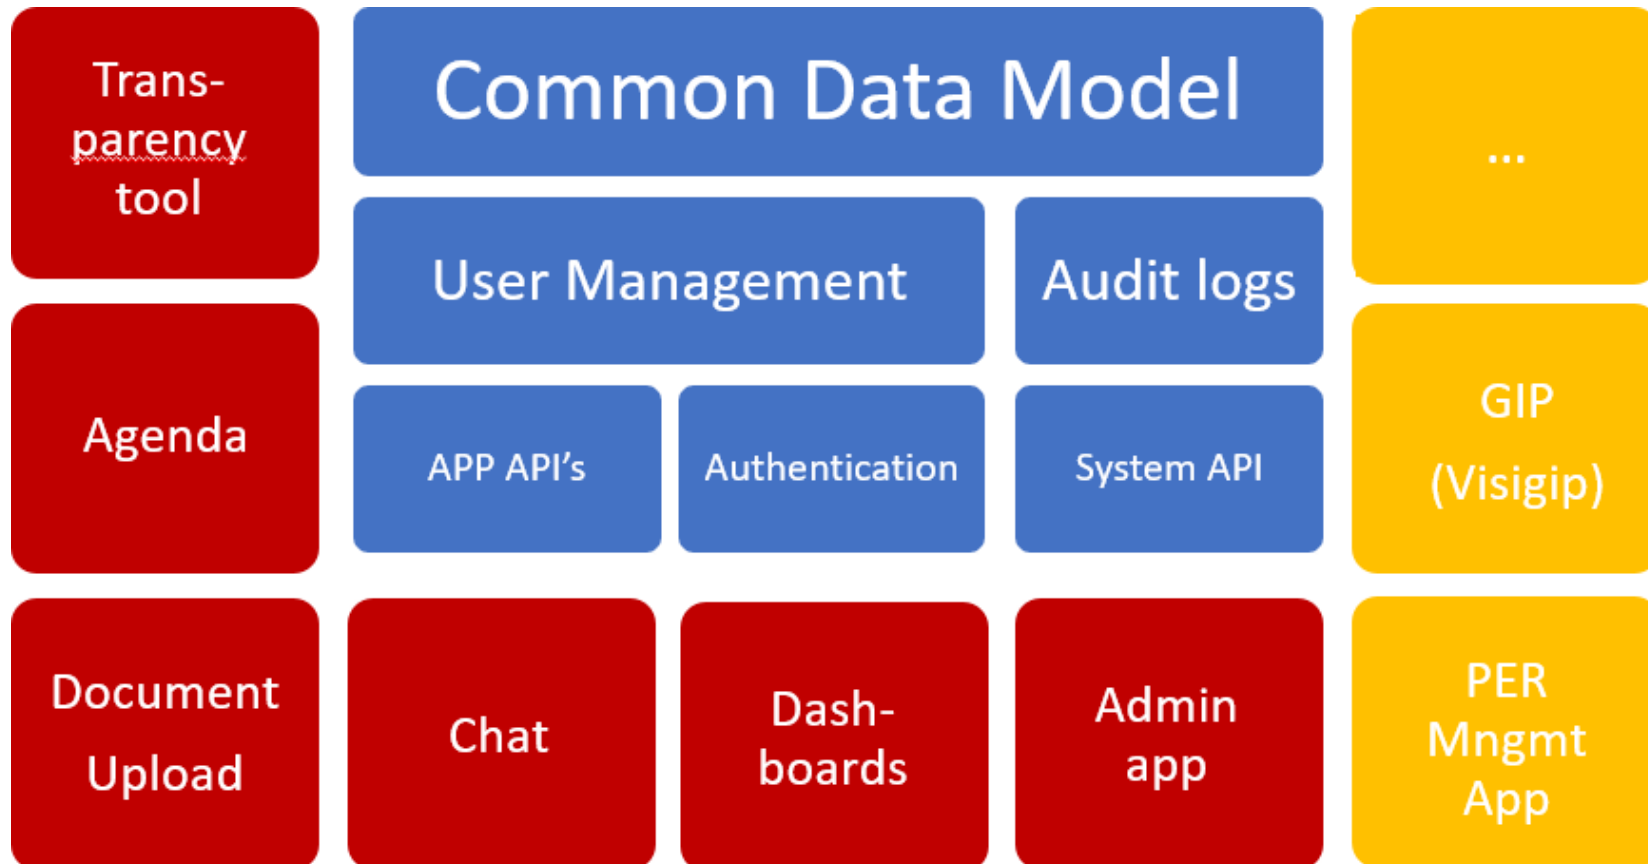 Trans-
parency
tool
Common Data Model
...
User Management
Audit logs
Agenda
APP API’s
Authentication
System API
GIP
(Visigip)
Document
Upload
Chat
Dash-
boards
Admin
app
PER
Mngmt
App